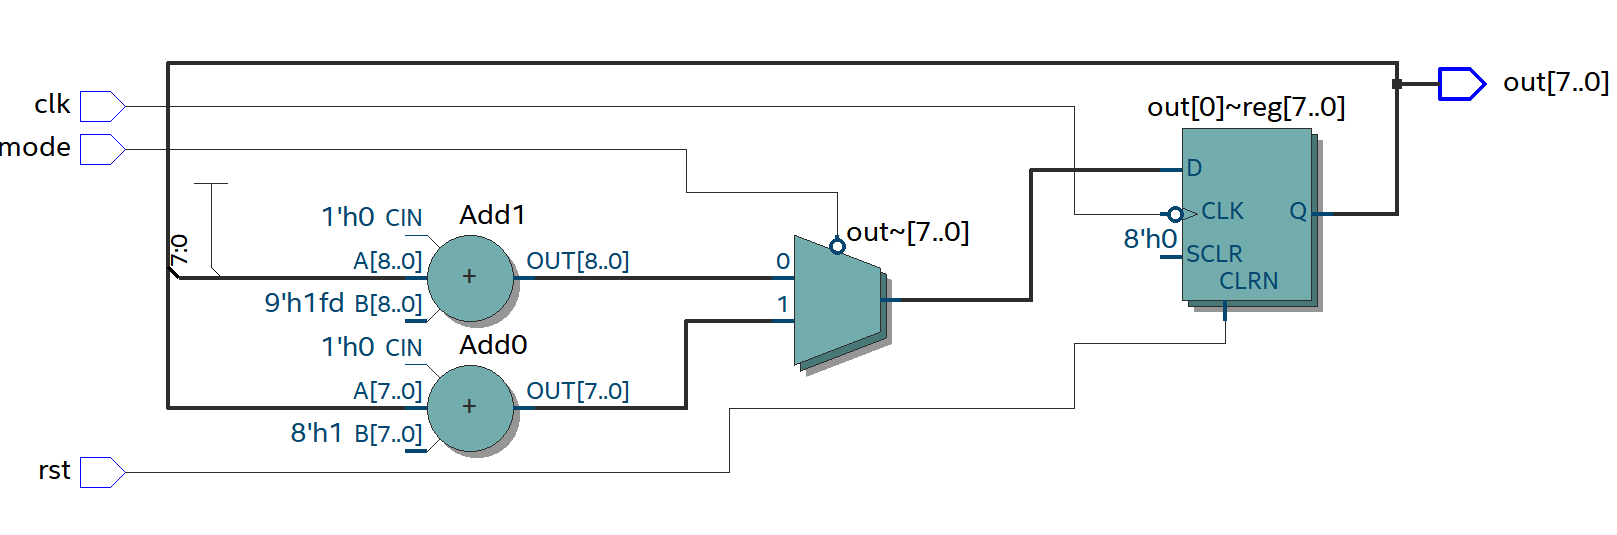 out[7..0]
clk
out[0]~reg[7..0]
mode
D
1'h0 CIN
Add1
CLK
Q
7:0
out~[7..0]
8'h0
A[8..0]
OUT[8..0]
0
SCLR
+
CLRN
9'h1fd B[8..0]
1
1'h0 CIN
Add0
A[7..0]
OUT[7..0]
+
8'h1 B[7..0]
rst